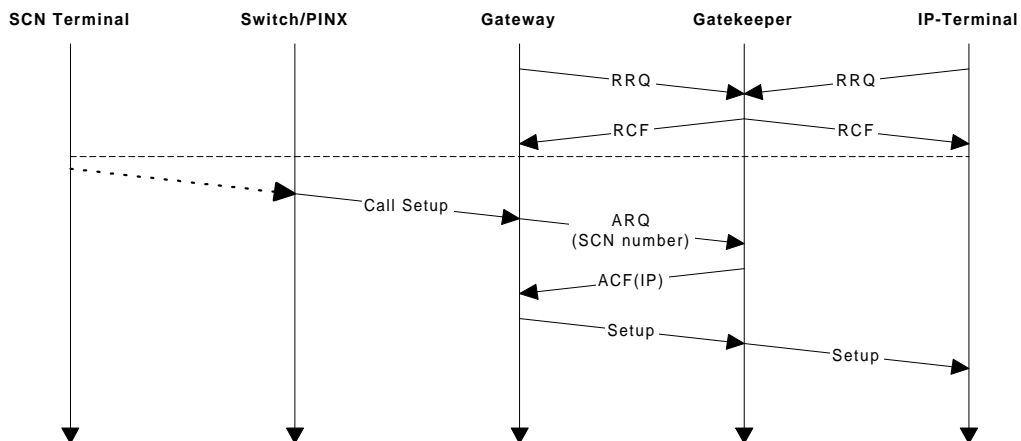 SCN Terminal
Switch/PINX
Gateway
Gatekeeper
IP-Terminal
RRQ
RRQ
RCF
RCF
Call Setup
ARQ
(SCN number)
ACF(IP)
Setup
Setup